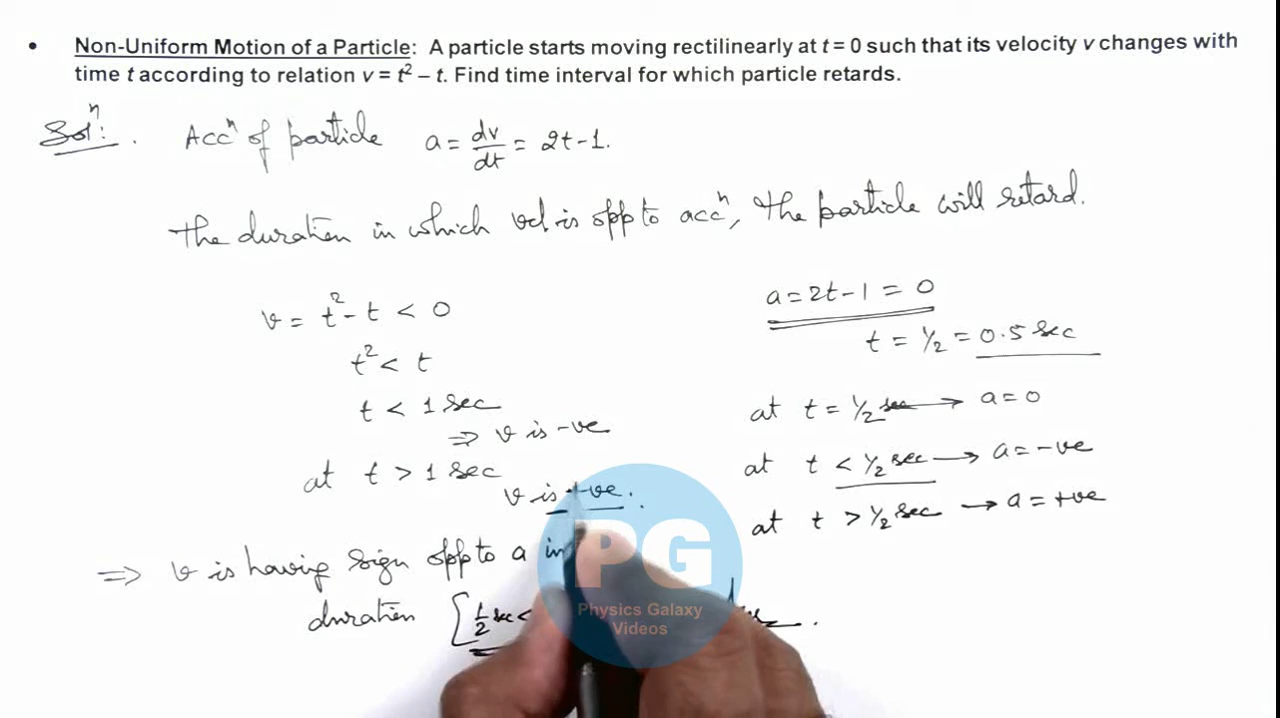 • Non-Uniform Motion of a Particle: A particle starts moving rectilinearly at t = 0 such that its velocity v changes with
time t according to relation v = t² – t. Find time interval for which particle retards.
Solⁿ: . Accⁿ of particle a = dv/dt = 2t-1.
The duration in which vel is opp to accⁿ, the particle will retard.
v = t² - t < 0
t² < t
t < 1 sec
⇒ v is -ve
at t > 1 sec
v is +ve.
a = 2t-1 = 0
t = 1/2 = 0.5 sec
at t = 1/2 sec → a = 0
at t < 1/2 sec → a = -ve
at t > 1/2 sec → a = +ve
⇒ v is having sign opp to a in
duration [1/2 sec <
PG
Physics Galaxy
Videos